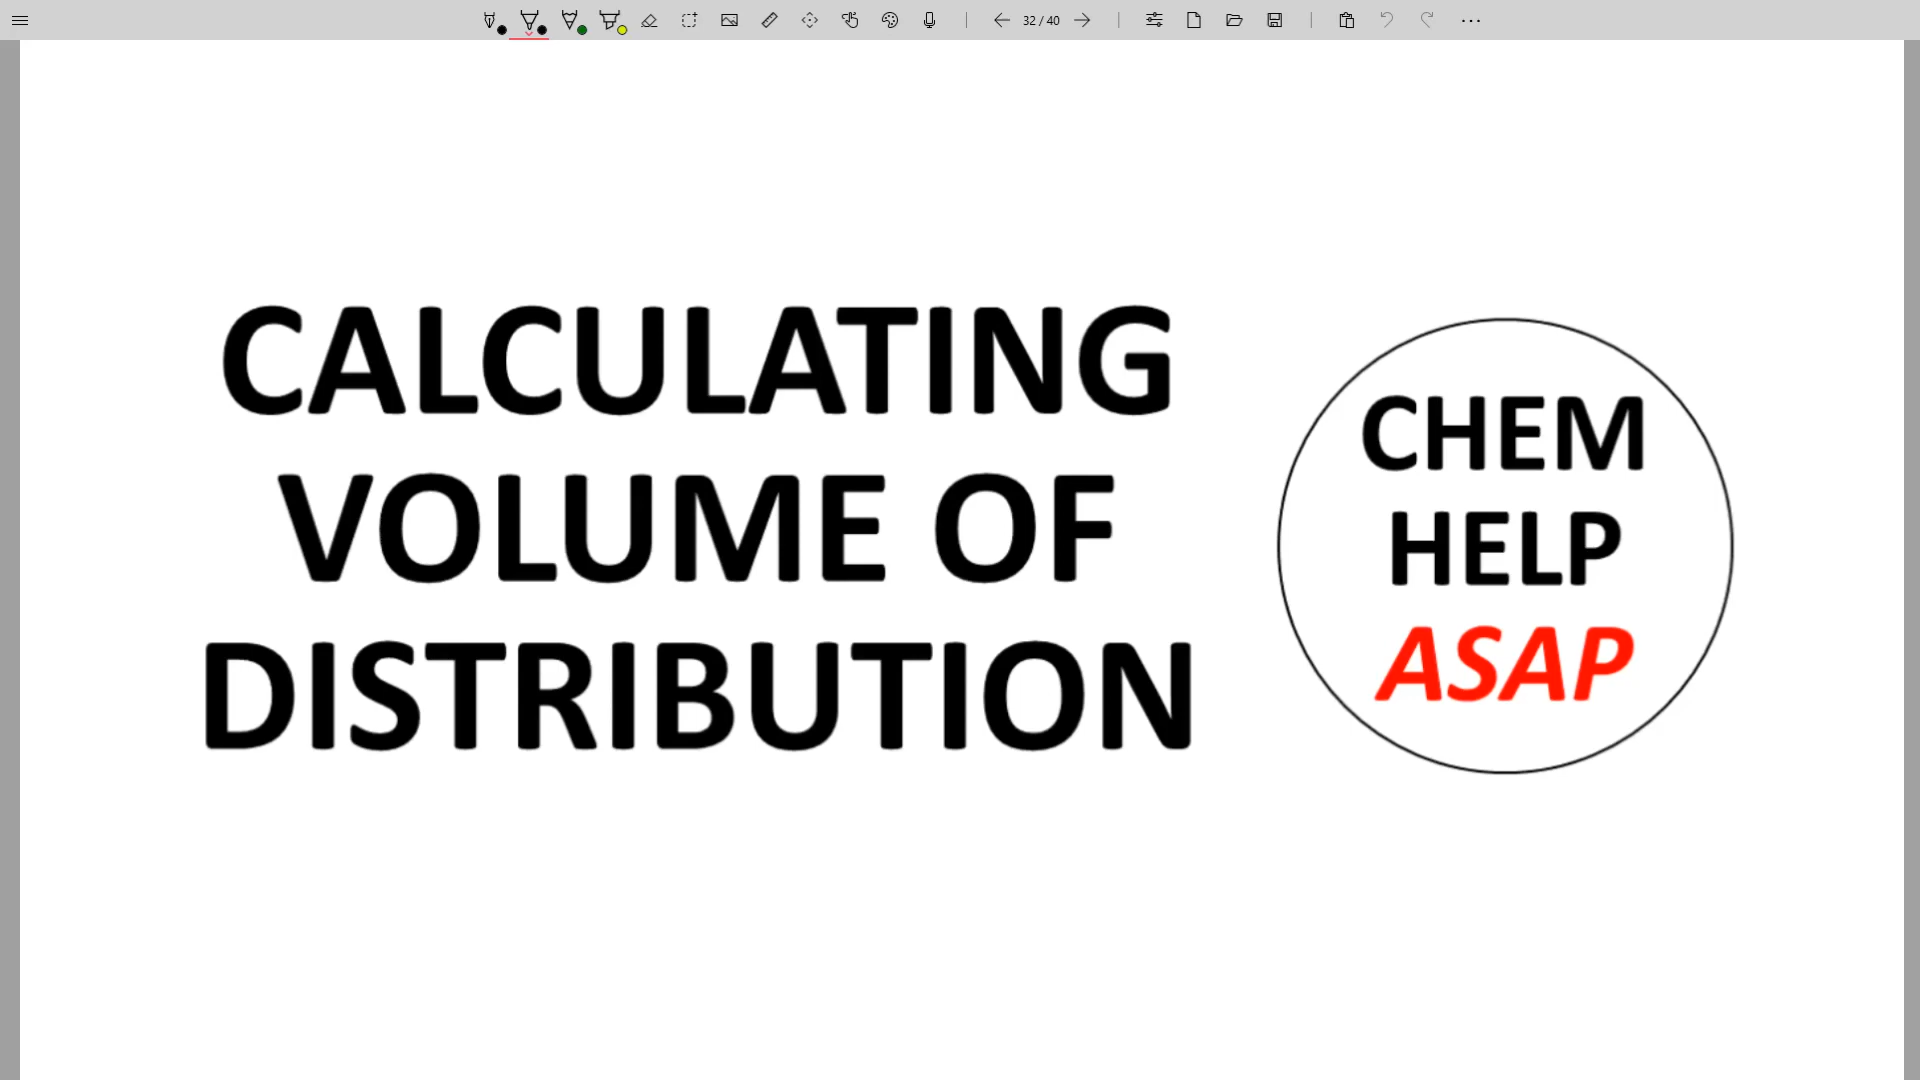 32 / 40
CALCULATING
VOLUME OF
DISTRIBUTION
CHEM
HELP
ASAP